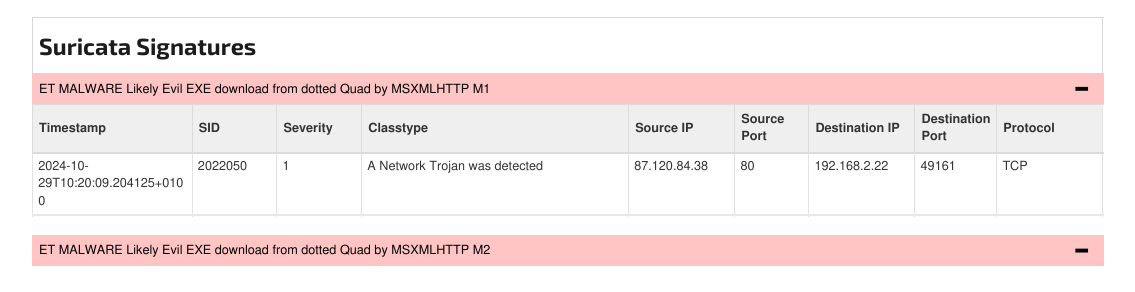 Suricata Signatures
ET MALWARE Likely Evil EXE download from dotted Quad by MSXMLHTTP M1
Timestamp SID Severity Classtype Source IP Source Port Destination IP Destination Port Protocol
2024-10-29T10:20:09.204125+0100 2022050 1 A Network Trojan was detected 87.120.84.38 80 192.168.2.22 49161 TCP
ET MALWARE Likely Evil EXE download from dotted Quad by MSXMLHTTP M2